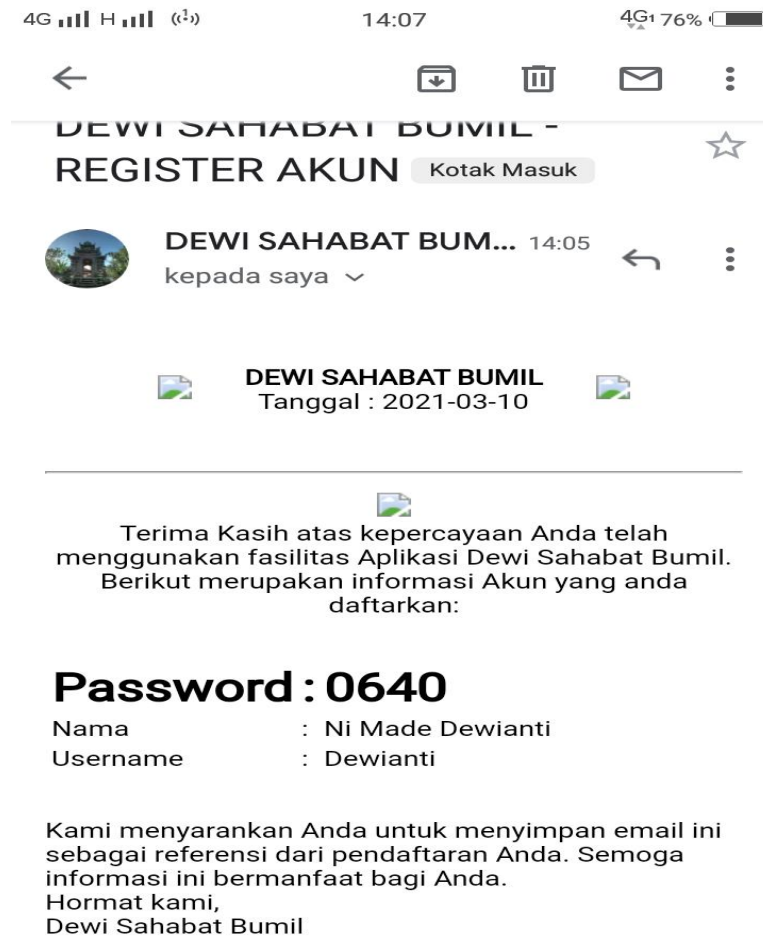 4G H 14:07 4G 76%
DEWI SAHABAT BUMIL -
REGISTER AKUN Kotak Masuk
DEWI SAHABAT BUM... 14:05
kepada saya
DEWI SAHABAT BUMIL
Tanggal : 2021-03-10
Terima Kasih atas kepercayaan Anda telah
menggunakan fasilitas Aplikasi Dewi Sahabat Bumil.
Berikut merupakan informasi Akun yang anda
daftarkan:
Password : 0640
Nama : Ni Made Dewianti
Username : Dewianti
Kami menyarankan Anda untuk menyimpan email ini
sebagai referensi dari pendaftaran Anda. Semoga
informasi ini bermanfaat bagi Anda.
Hormat kami,
Dewi Sahabat Bumil